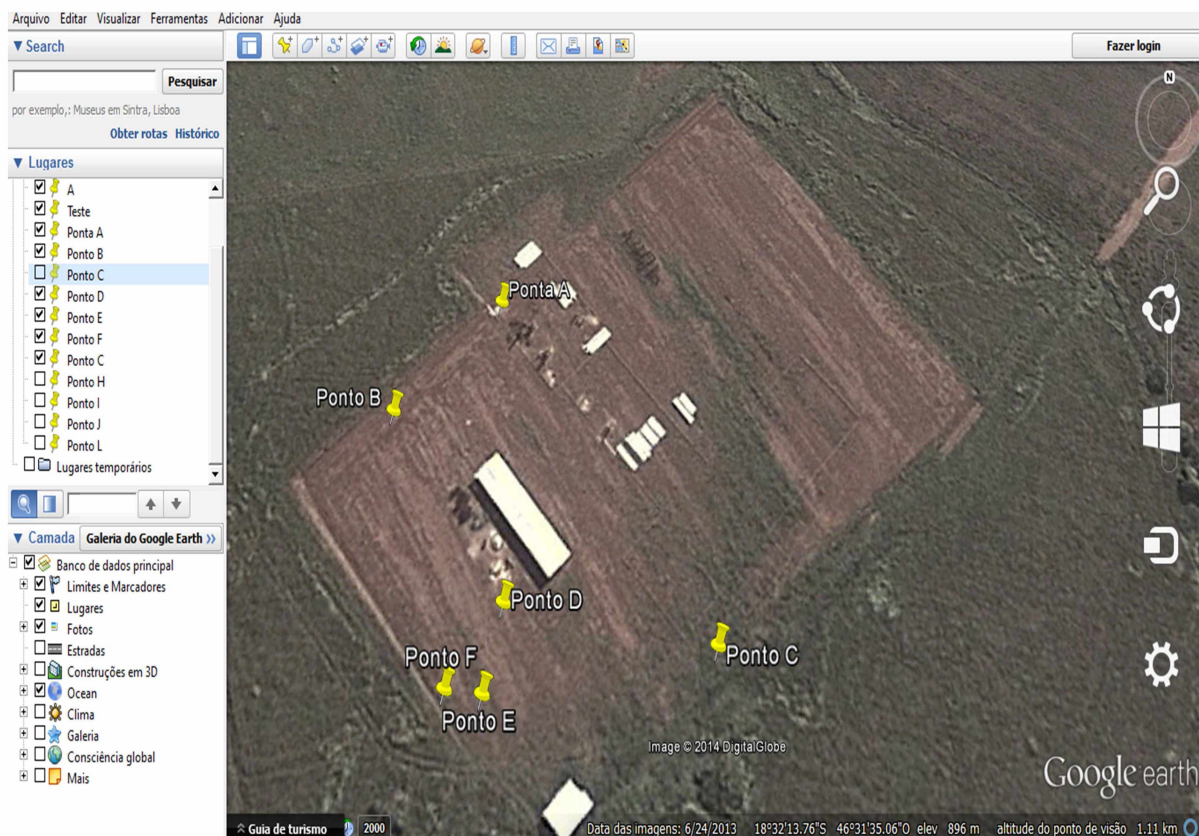 Arquivo Editar Visualizar Ferramentas Adicionar Ajuda
Search
Fazer login
Pesquisar
por exemplo,: Museus em Sintra, Lisboa
Obter rotas Histórico
Lugares
A
Teste
Ponta A
Ponto B
Ponto C
Ponto D
Ponto E
Ponto F
Ponto C
Ponto H
Ponto I
Ponto J
Ponto L
Lugares temporários
Camada Galeria do Google Earth »
Banco de dados principal
Limites e Marcadores
Lugares
Fotos
Estradas
Construções em 3D
Ocean
Clima
Galeria
Consciência global
Mais
N
Ponta A
Ponto B
Ponto D
Ponto F
Ponto C
Ponto E
Image © 2014 DigitalGlobe
Google earth
Guia de turismo 2000 Data das imagens: 6/24/2013 18°32'13.76"S 46°31'35.06"O elev 896 m altitude do ponto de visão 1.11 km